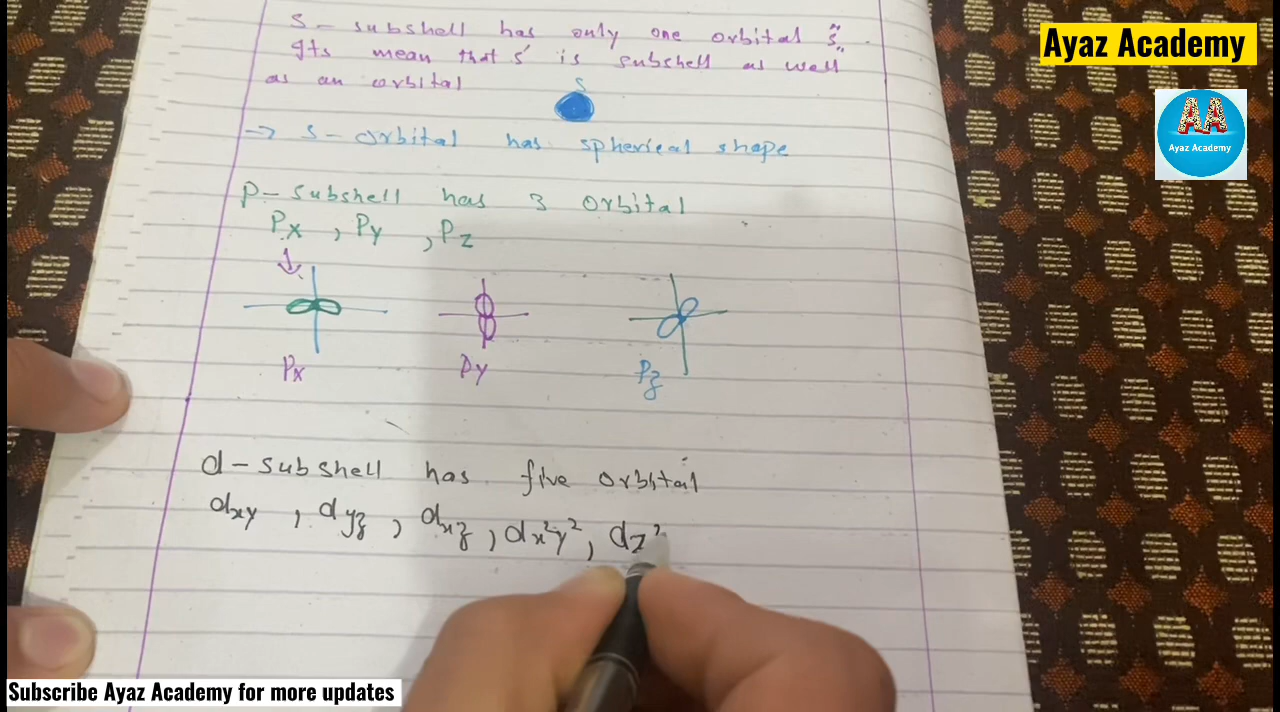 s - subshell has only one orbital "s".
Its mean that s' is subshell as well
as an orbital
s
→ s-orbital has spherical shape
P-subshell has 3 orbital
Px , Py , Pz
Px Py Pz
d-subshell has five orbital
dxy , dyz , dxz , dx²y² , dz²
Ayaz Academy
AA
Ayaz Academy
Subscribe Ayaz Academy for more updates